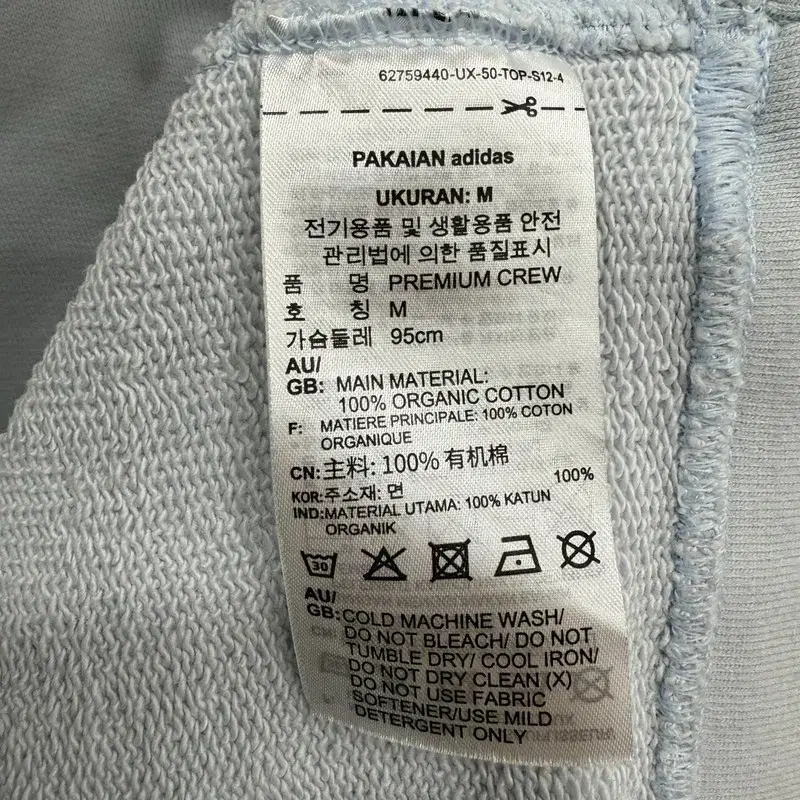 62759440-UX-50-TOP-S12-4
PAKAIAN adidas
UKURAN: M
전기용품 및 생활용품 안전
관리법에 의한 품질표시
품 명 PREMIUM CREW
호 칭 M
가슴둘레 95cm
AU/
GB: MAIN MATERIAL:
100% ORGANIC COTTON
F: MATIERE PRINCIPALE: 100% COTON
ORGANIQUE
CN:主料: 100% 有机棉
KOR:주소재: 면 100%
IND:MATERIAL UTAMA: 100% KATUN
ORGANIK
30
AU/
GB:COLD MACHINE WASH/
DO NOT BLEACH/ DO NOT
TUMBLE DRY/ COOL IRON/
DO NOT DRY CLEAN (X)
DO NOT USE FABRIC
SOFTENER/USE MILD
DETERGENT ONLY